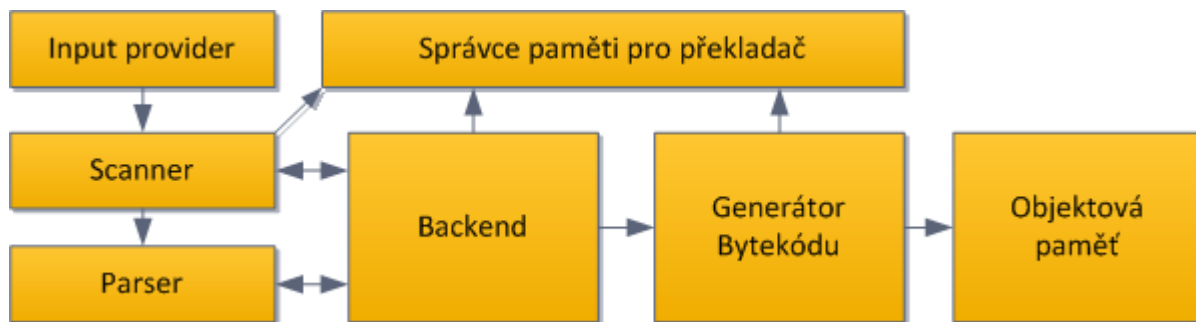 Input provider
Správce paměti pro překladač
Scanner
Parser
Backend
Generátor
Bytekódu
Objektová
paměť